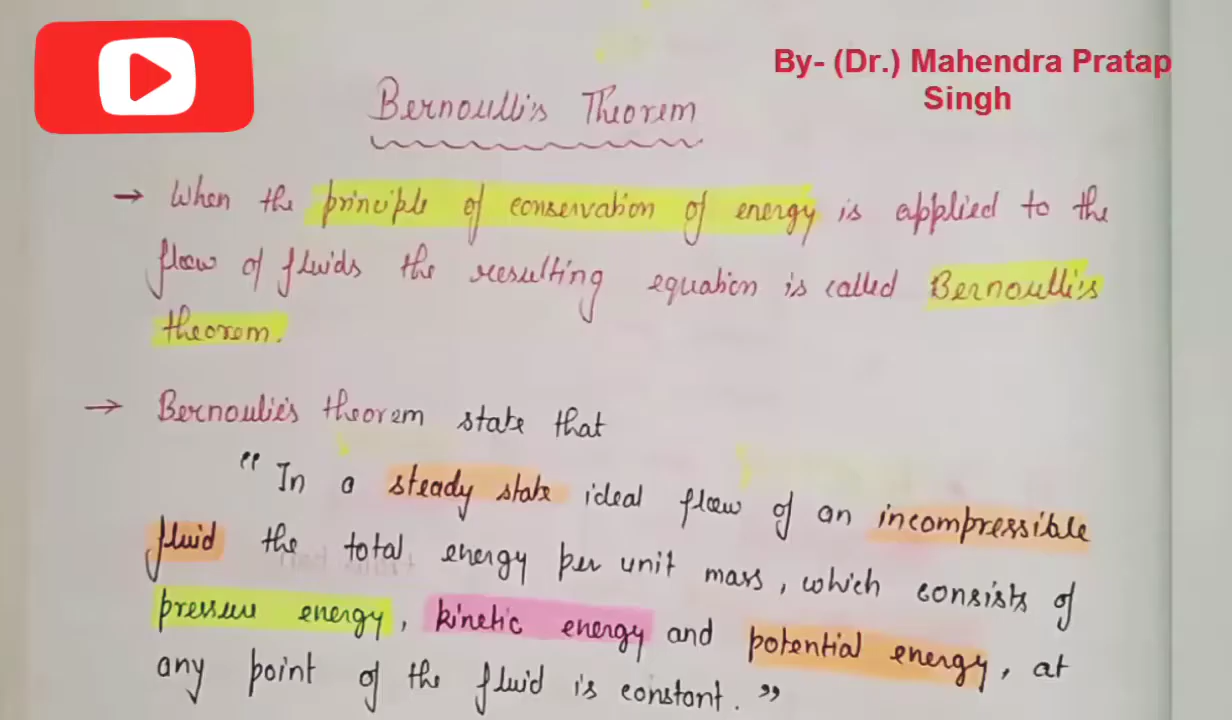 By- (Dr.) Mahendra Pratap
Singh
Bernoulli's Theorem
→ When the principle of conservation of energy is applied to the
flow of fluids the resulting equation is called Bernoulli's
theorem.
→ Bernoulie's theorem state that
"In a steady state ideal flow of an incompressible
fluid the total energy per unit mass, which consists of
pressure energy, kinetic energy and potential energy, at
any point of the fluid is constant."